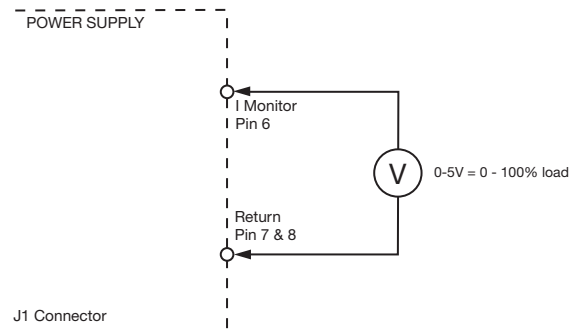 POWER SUPPLY
I Monitor
Pin 6
V
0-5V = 0 - 100% load
Return
Pin 7 & 8
J1 Connector